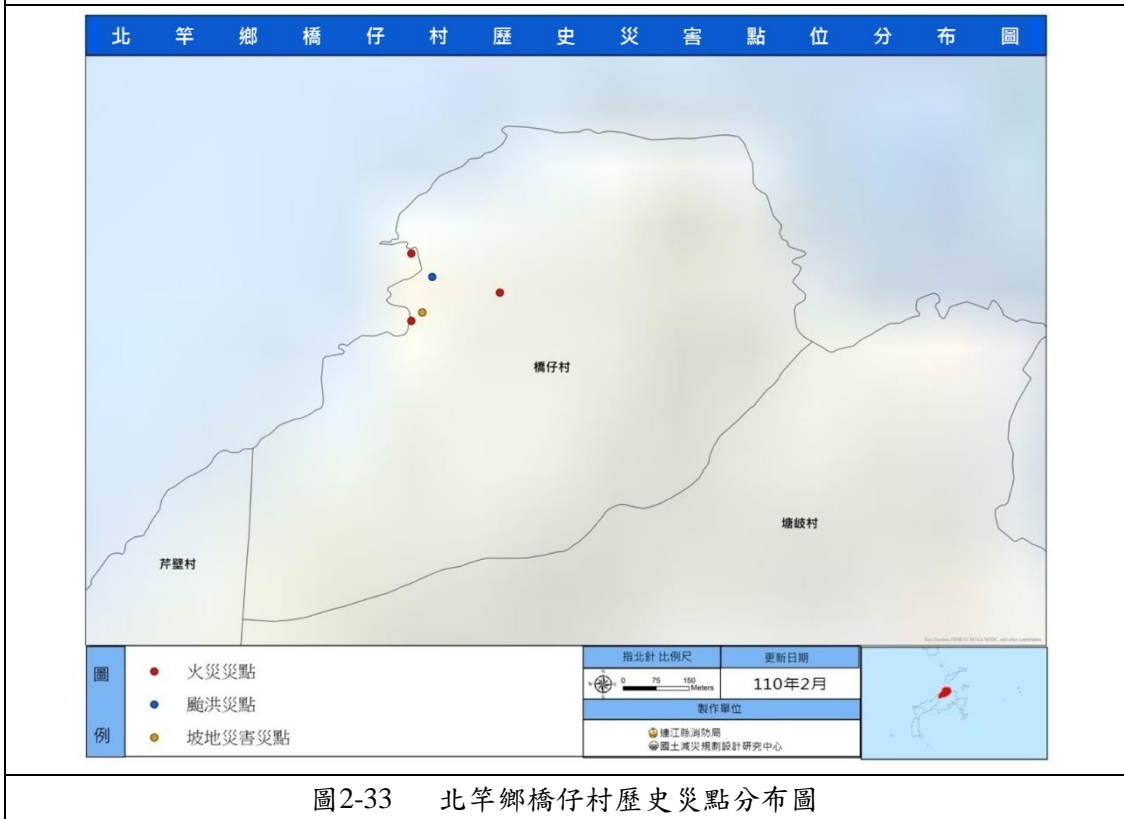 北竿鄉橋仔村歷史災害點位分布圖
橋仔村
塘岐村
芹壁村
圖例
火災災點
颱洪災點
坡地災害災點
指北針 比例尺
0 75 150
Meters
更新日期
110年2月
製作單位
連江縣消防局
國土減災規劃設計研究中心
圖2-33 北竿鄉橋仔村歷史災點分布圖